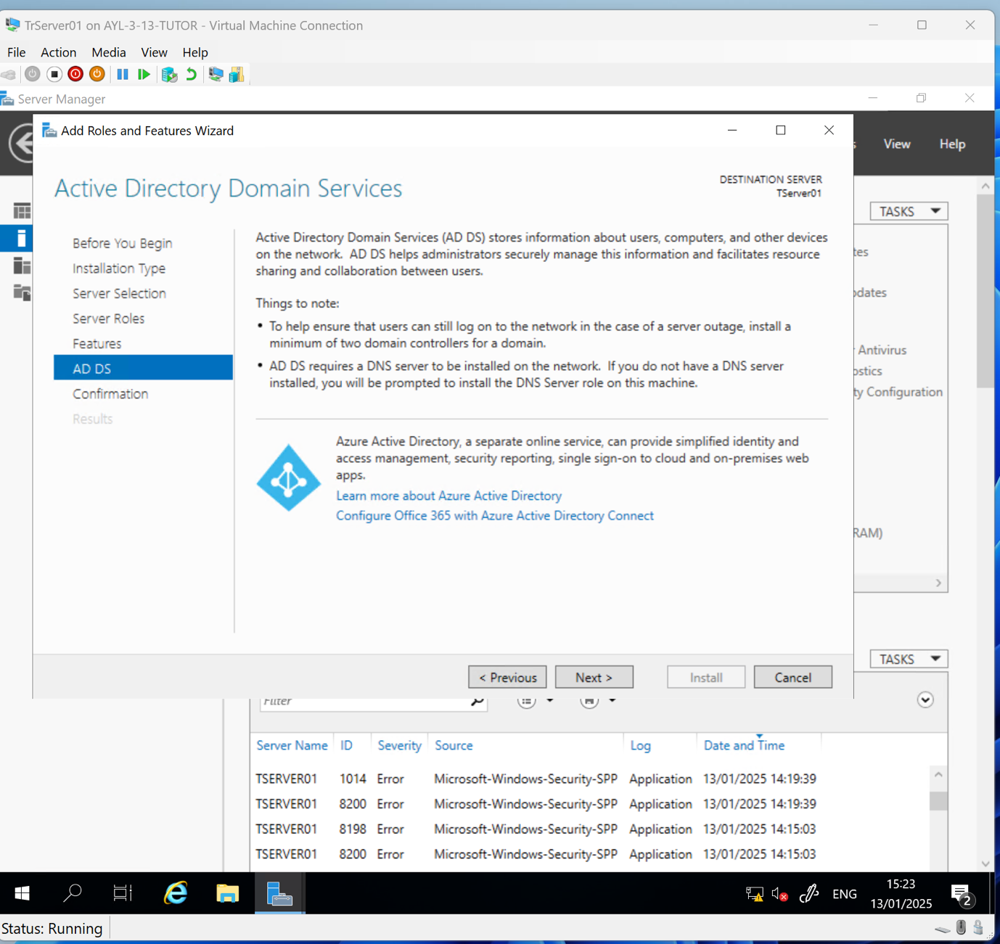 TrServer01 on AYL-3-13-TUTOR - Virtual Machine Connection
File Action Media View Help
Server Manager
Add Roles and Features Wizard
View Help
Active Directory Domain Services
DESTINATION SERVER
TServer01
TASKS
Before You Begin
Installation Type
Server Selection
Server Roles
Features
AD DS
Confirmation
Results
Active Directory Domain Services (AD DS) stores information about users, computers, and other devices
on the network. AD DS helps administrators securely manage this information and facilitates resource
sharing and collaboration between users.
Things to note:
• To help ensure that users can still log on to the network in the case of a server outage, install a
minimum of two domain controllers for a domain.
• AD DS requires a DNS server to be installed on the network. If you do not have a DNS server
installed, you will be prompted to install the DNS Server role on this machine.
Azure Active Directory, a separate online service, can provide simplified identity and
access management, security reporting, single sign-on to cloud and on-premises web
apps.
Learn more about Azure Active Directory
Configure Office 365 with Azure Active Directory Connect
tes
pdates
r Antivirus
ostics
ty Configuration
RAM)
< Previous Next > Install Cancel
TASKS
Filter
Server Name ID Severity Source Log Date and Time
TSERVER01 1014 Error Microsoft-Windows-Security-SPP Application 13/01/2025 14:19:39
TSERVER01 8200 Error Microsoft-Windows-Security-SPP Application 13/01/2025 14:19:39
TSERVER01 8198 Error Microsoft-Windows-Security-SPP Application 13/01/2025 14:15:03
TSERVER01 8200 Error Microsoft-Windows-Security-SPP Application 13/01/2025 14:15:03
ENG
15:23
13/01/2025
2
Status: Running